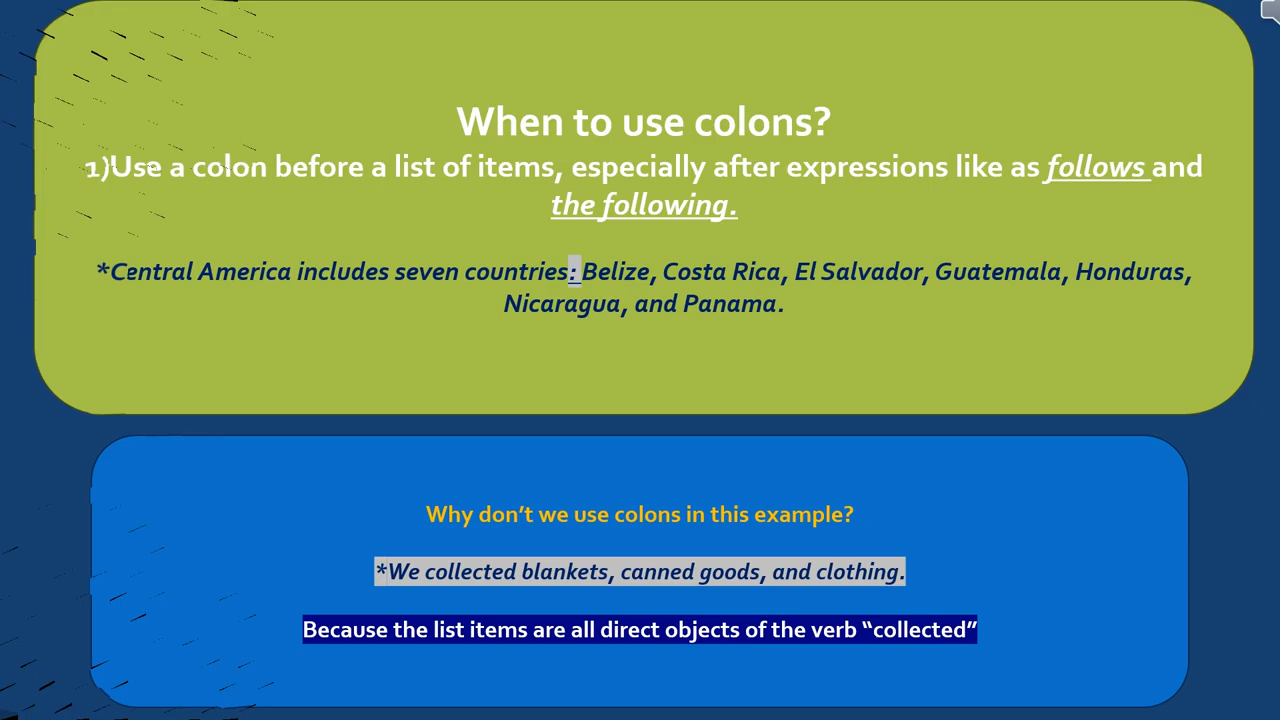 When to use colons?
1)Use a colon before a list of items, especially after expressions like as follows and
the following.
*Central America includes seven countries: Belize, Costa Rica, El Salvador, Guatemala, Honduras,
Nicaragua, and Panama.
Why don’t we use colons in this example?
*We collected blankets, canned goods, and clothing.
Because the list items are all direct objects of the verb “collected”